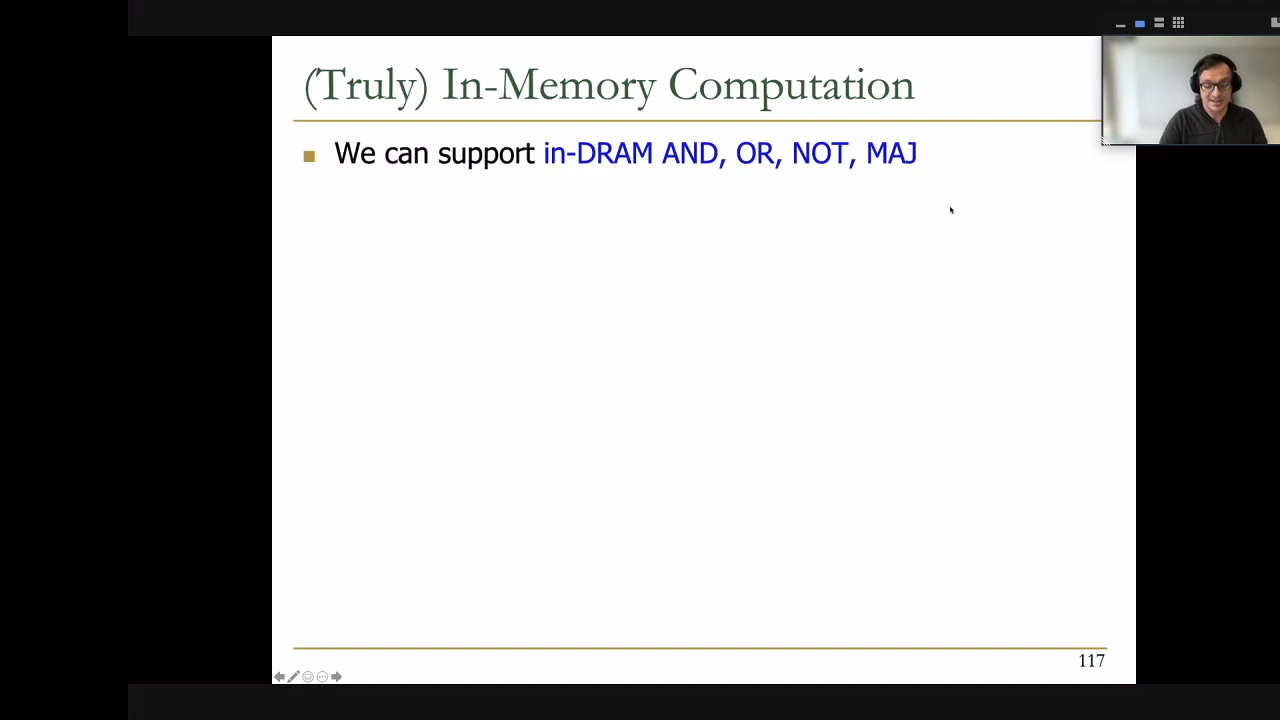 (Truly) In-Memory Computation
We can support in-DRAM AND, OR, NOT, MAJ
117